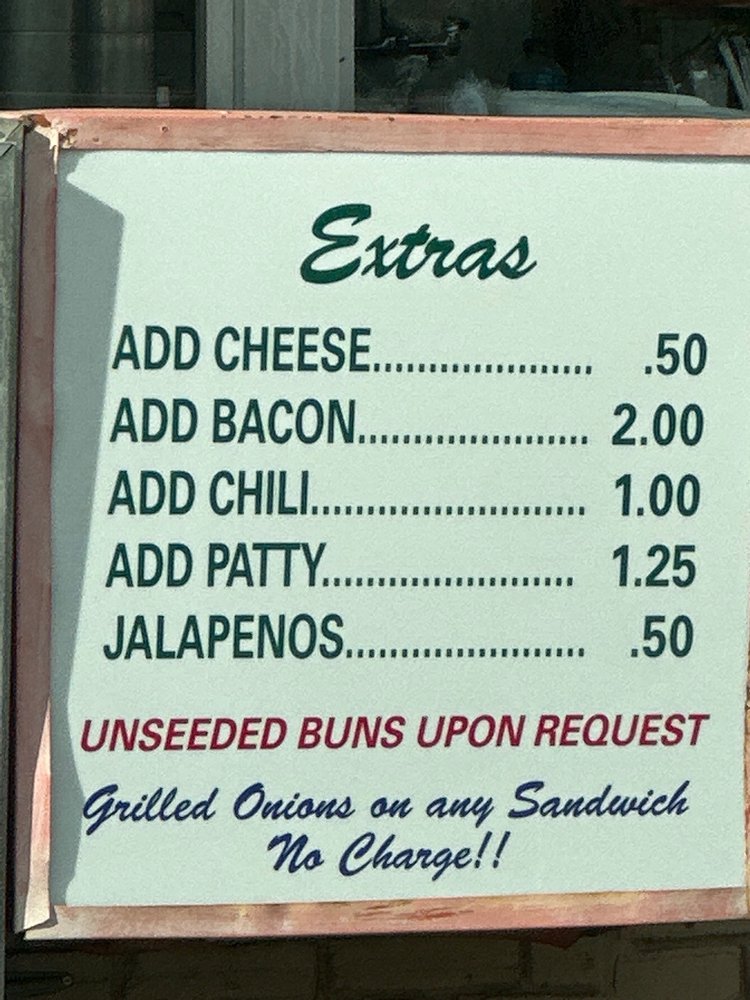 Extras
ADD CHEESE.................... .50
ADD BACON..................... 2.00
ADD CHILI......................... 1.00
ADD PATTY....................... 1.25
JALAPENOS...................... .50
UNSEEDED BUNS UPON REQUEST
Grilled Onions on any Sandwich
No Charge!!